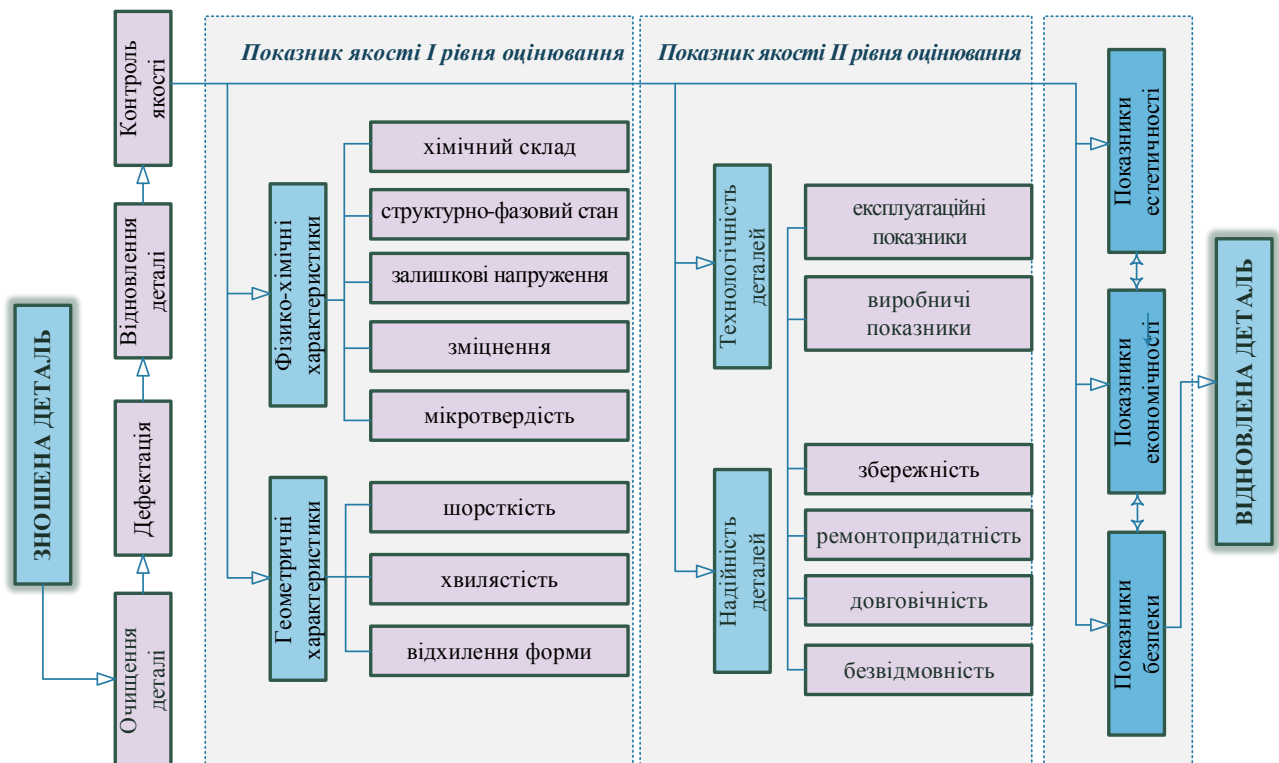 ЗНОШЕНА ДЕТАЛЬ
Очищення
деталі
Дефектація
Відновлення
деталі
Контроль
якості
Показник якості І рівня оцінювання
Фізико-хімічні
характеристики
хімічний склад
структурно-фазовий стан
залишкові напруження
зміцнення
мікротвердість
Геометричні
характеристики
шорсткість
хвилястість
відхилення форми
Показник якості ІІ рівня оцінювання
Технологічність
деталей
експлуатаційні
показники
виробничі
показники
Надійність
деталей
збережність
ремонтопридатність
довговічність
безвідмовність
Показники
естетичності
Показники
економічності
Показники
безпеки
ВІДНОВЛЕНА ДЕТАЛЬ